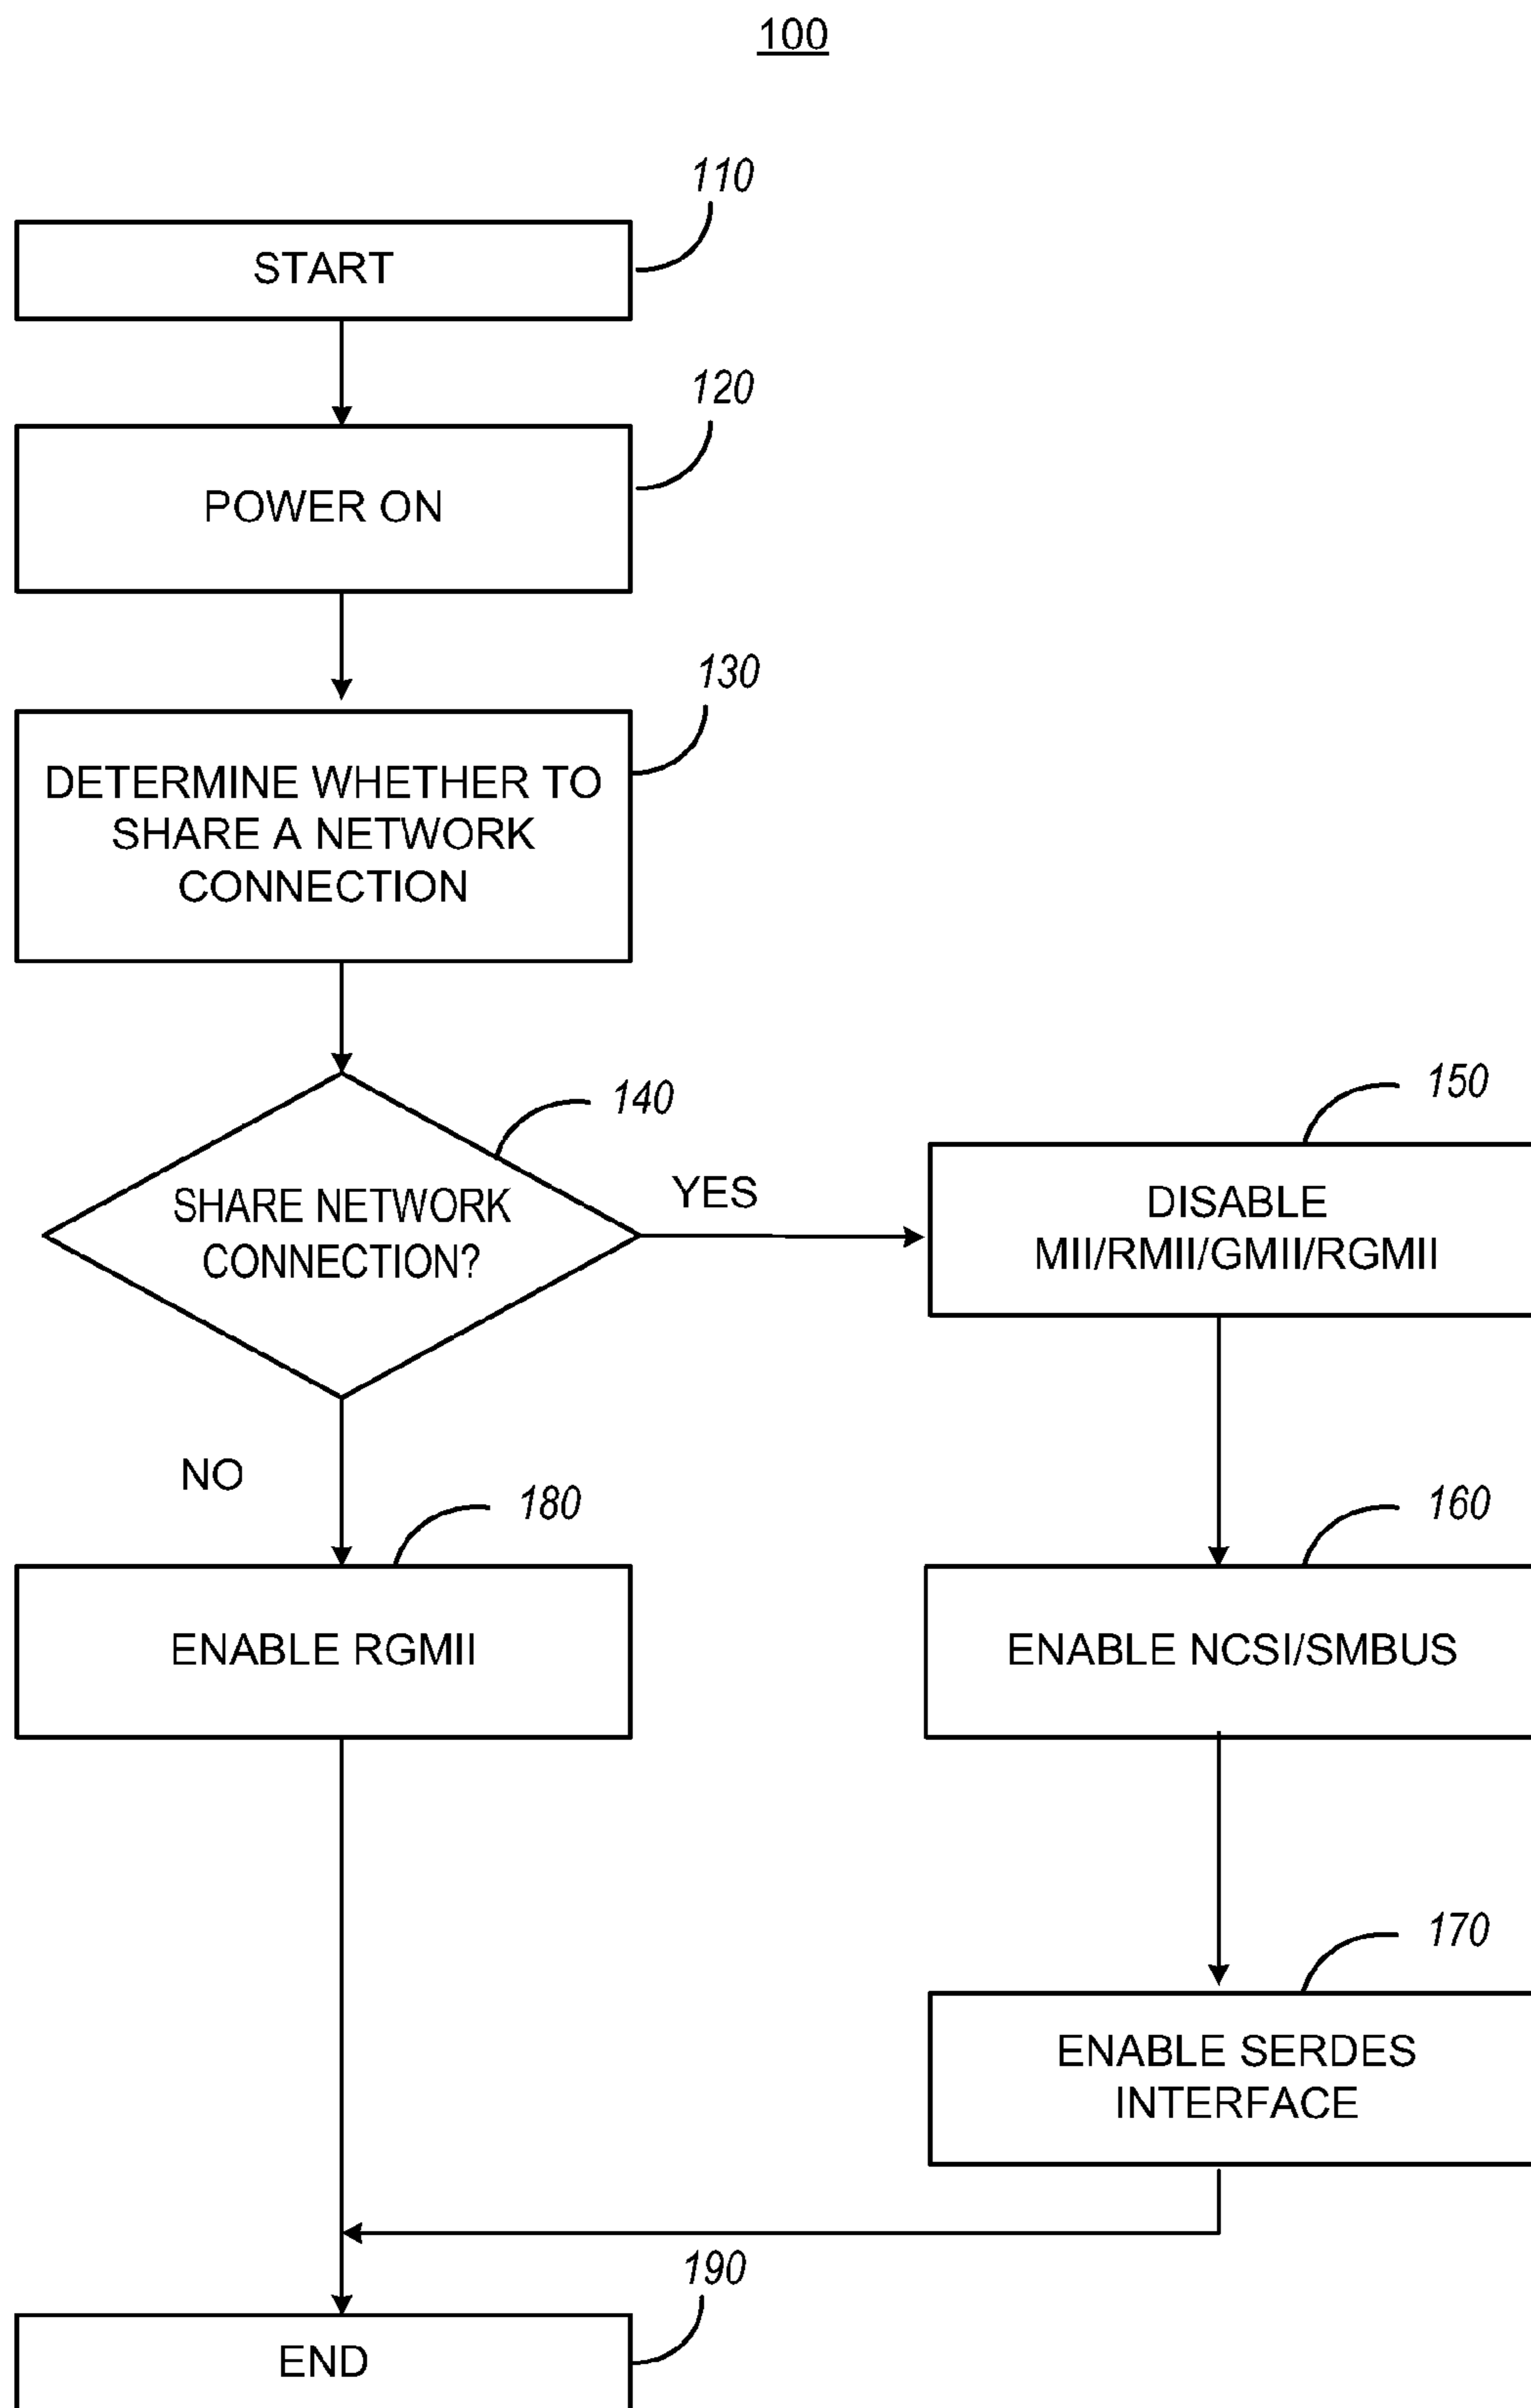 100
110
START
120
POWER ON
130
DETERMINE WHETHER TO
SHARE A NETWORK
CONNECTION
140
SHARE NETWORK
CONNECTION?
YES
150
DISABLE
MII/RMII/GMII/RGMII
NO
180
ENABLE RGMII
160
ENABLE NCSI/SMBUS
170
ENABLE SERDES
INTERFACE
190
END